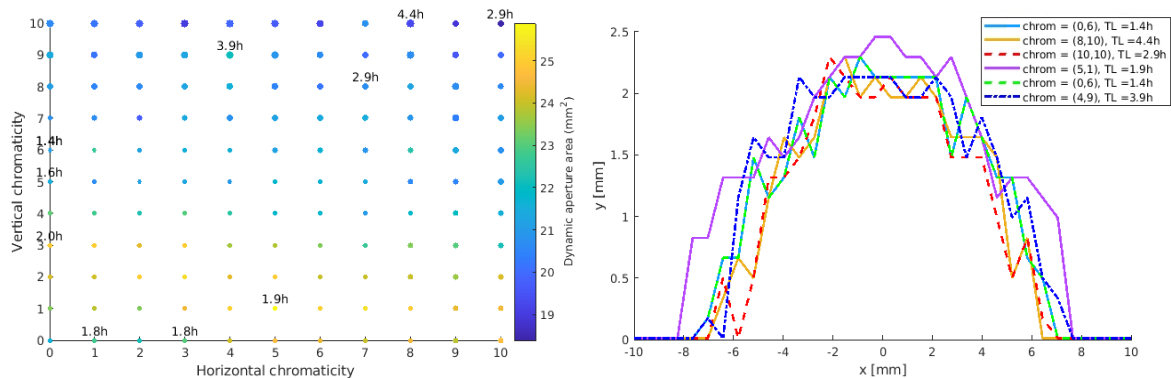 4.4h
2.9h
10
3.9h
9
2.9h
8
7
1.4h
6
1.6h
5
4
2.0h
3
2
1.9h
1
1.8h
1.8h
0
0 1 2 3 4 5 6 7 8 9 10
Horizontal chromaticity
Vertical chromaticity
25
24
23
22
21
20
19
Dynamic aperture area (mm²)
chrom = (0,6), TL =1.4h
chrom = (8,10), TL =4.4h
chrom = (10,10), TL =2.9h
chrom = (5,1), TL =1.9h
chrom = (0,6), TL =1.4h
chrom = (4,9), TL =3.9h
2.5
2
1.5
1
0.5
0
y [mm]
-10 -8 -6 -4 -2 0 2 4 6 8 10
x [mm]